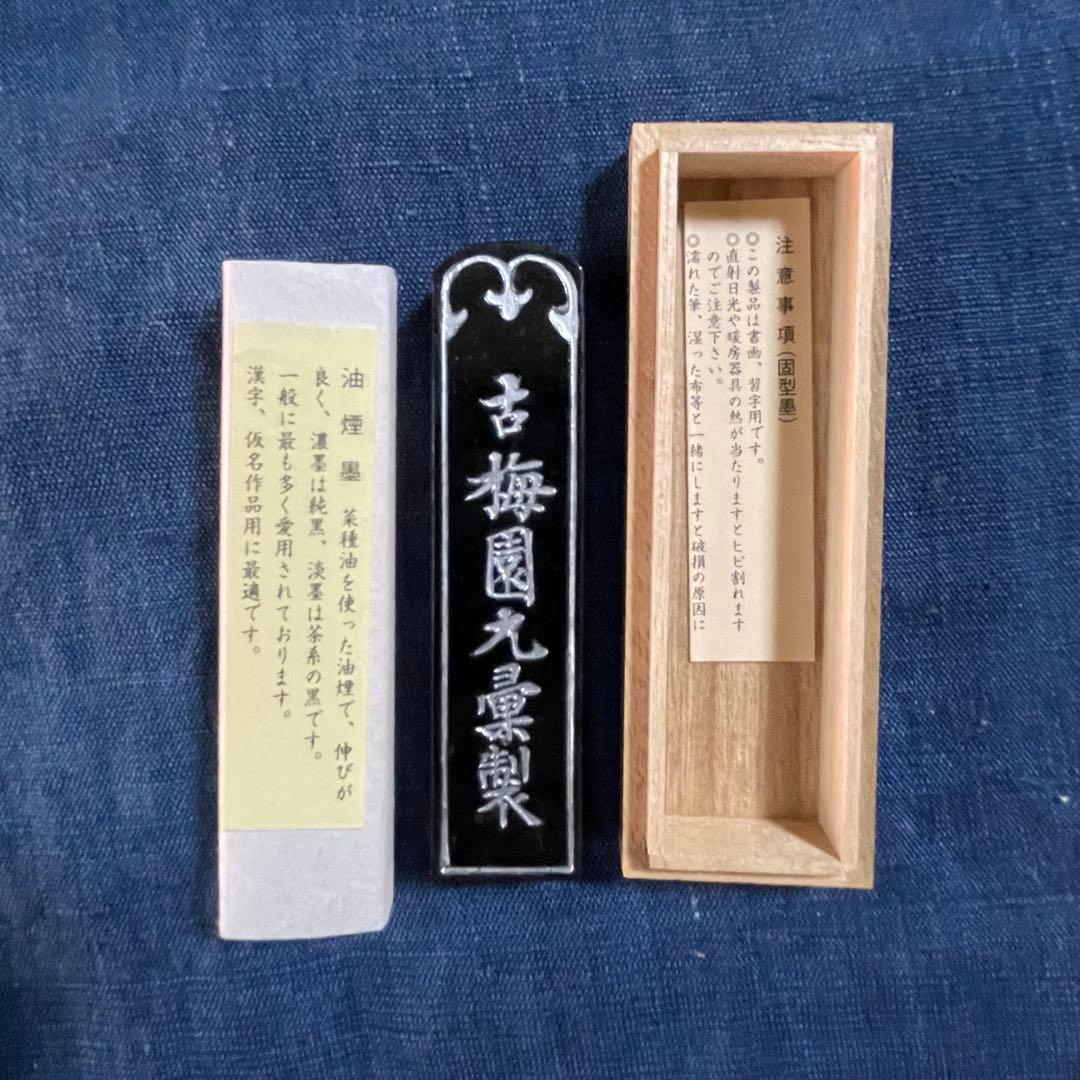 油煙墨 菜種油を使った油煙で、伸びが
良く、濃墨は純黒、淡墨は茶系の黒です。
一般に最も多く愛用されております。
漢字、仮名作品用に最適です。
古梅園元彙製
注意事項(固型墨)
◎この製品は書画、習字用です。
◎直射日光や暖房器具の熱が当たりますとヒビ割れます
のでご注意下さい。
◎濡れた筆、湿った布等と一緒にしますと破損の原因に